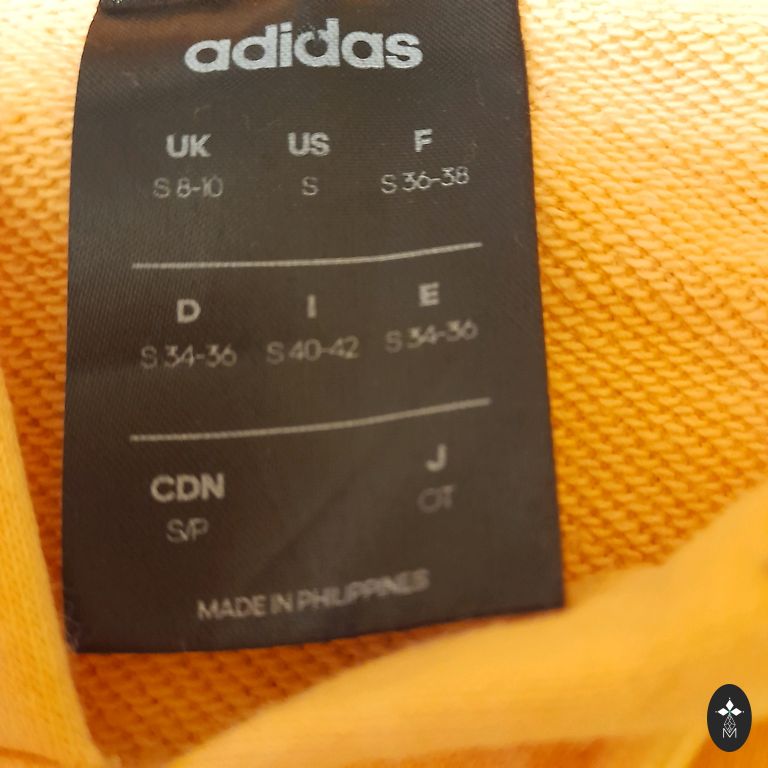 adidas
UK US F
S 8-10 S S 36-38
D I E
S 34-36 S 40-42 S 34-36
CDN J
S/P OT
MADE IN PHILIPPINES
M